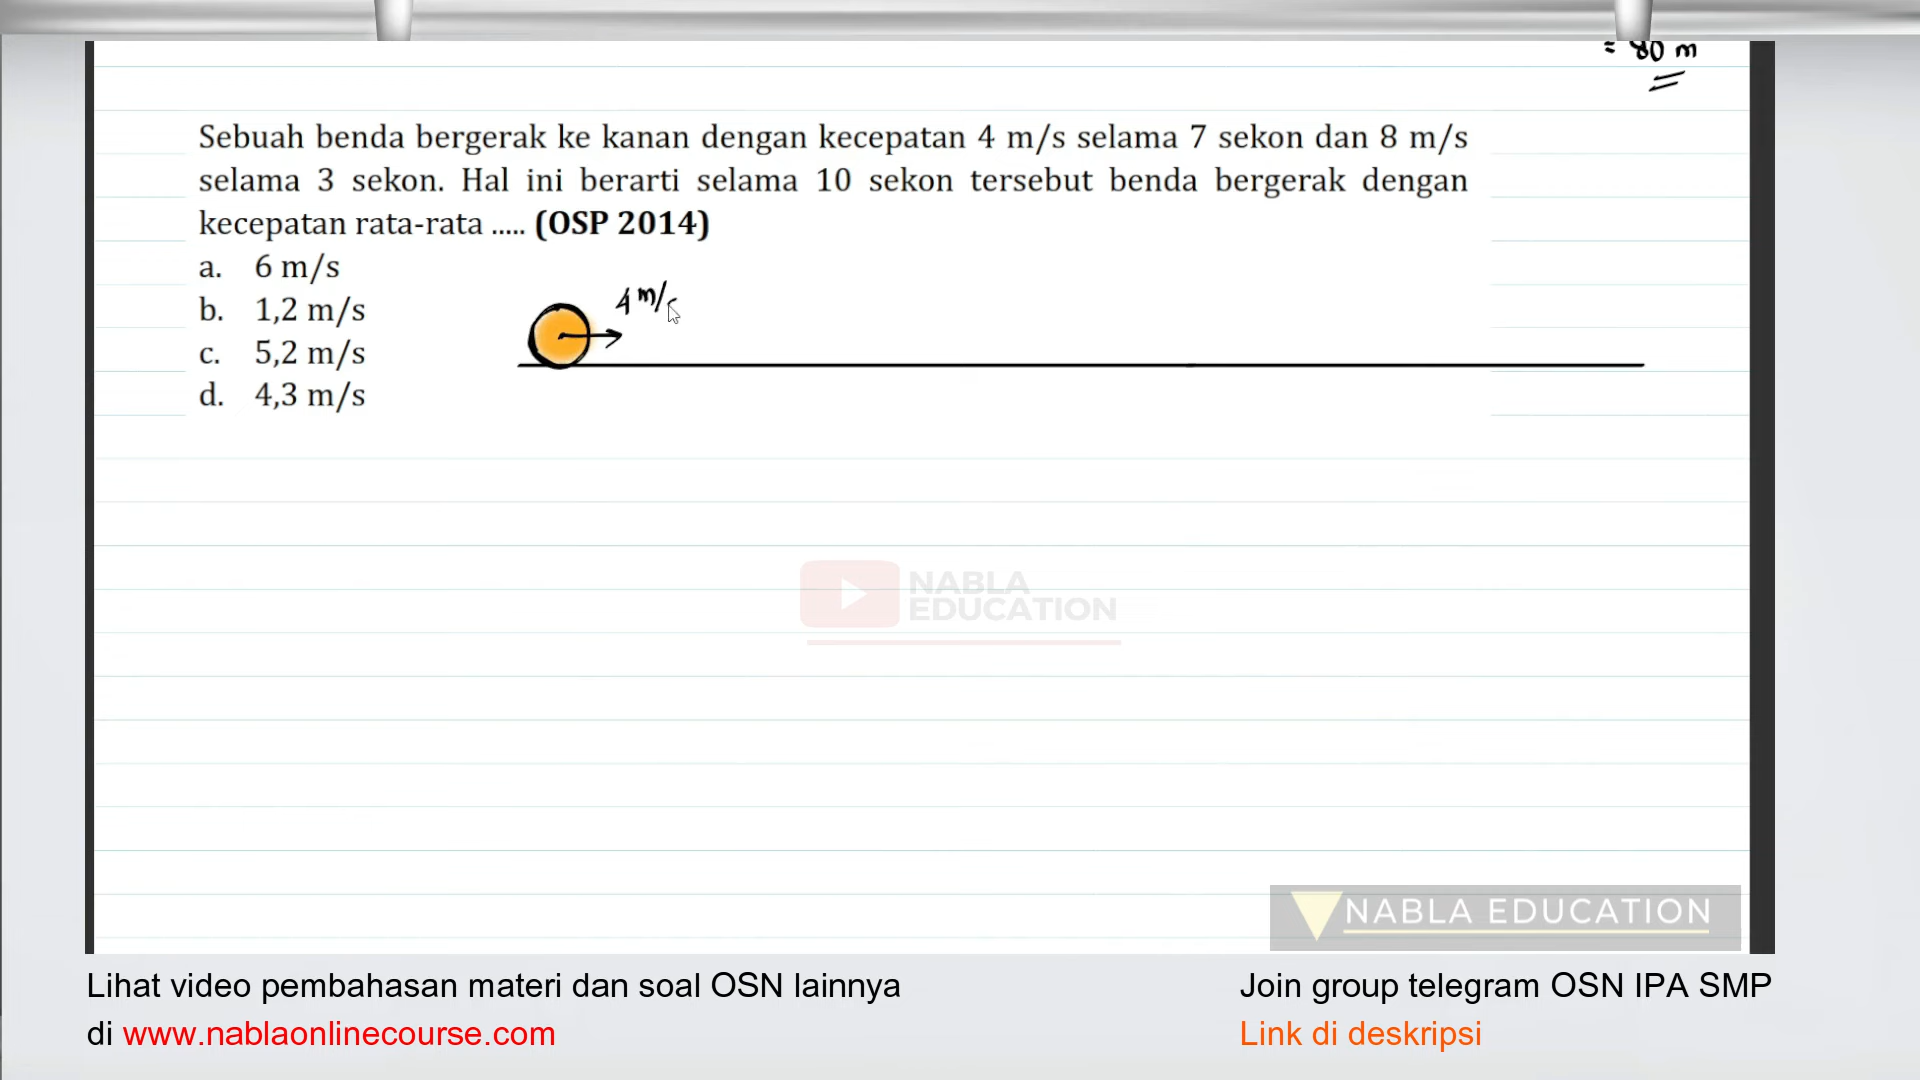 = 80 m
Sebuah benda bergerak ke kanan dengan kecepatan 4 m/s selama 7 sekon dan 8 m/s
selama 3 sekon. Hal ini berarti selama 10 sekon tersebut benda bergerak dengan
kecepatan rata-rata ..... (OSP 2014)
a. 6 m/s
b. 1,2 m/s
c. 5,2 m/s
d. 4,3 m/s
4 m/s
NABLA
EDUCATION
NABLA EDUCATION
Lihat video pembahasan materi dan soal OSN lainnya
di www.nablaonlinecourse.com
Join group telegram OSN IPA SMP
Link di deskripsi